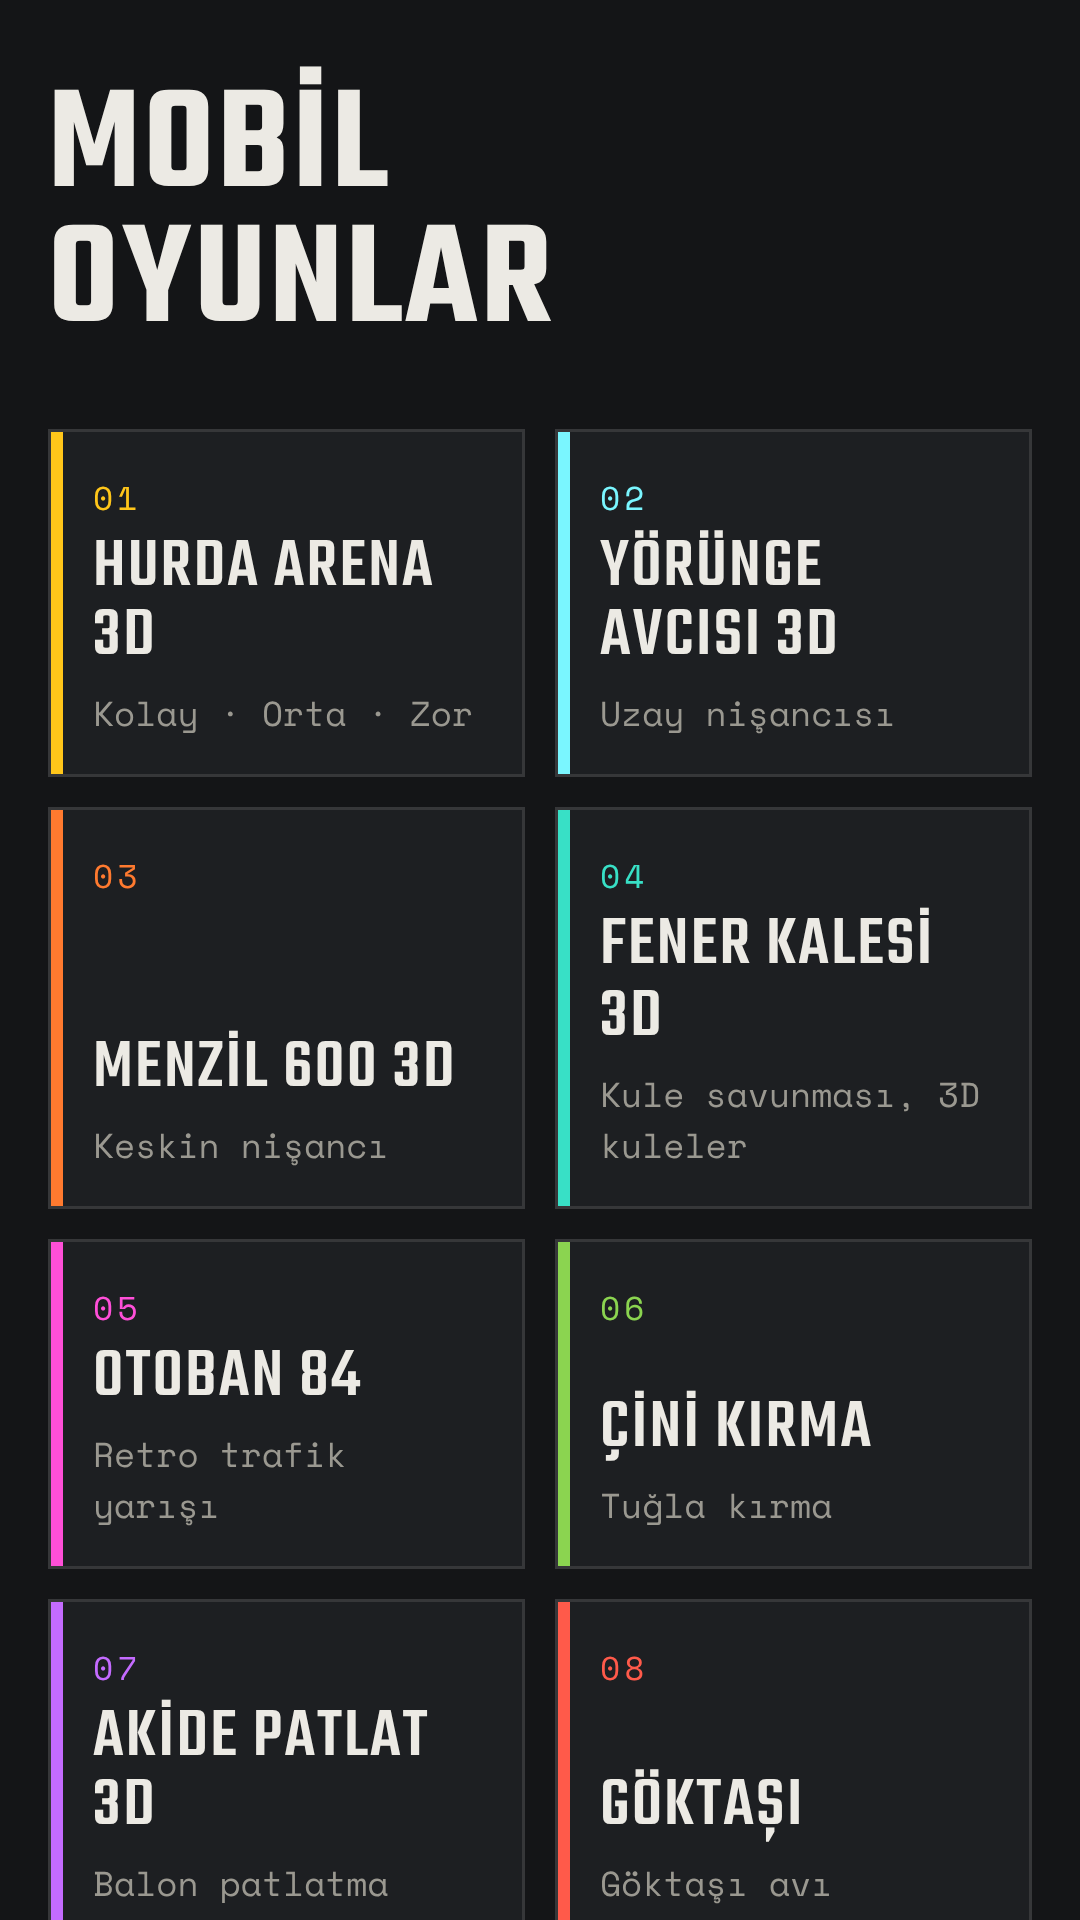 MOBİL
OYUNLAR
01
HURDA ARENA
3D
Kolay · Orta · Zor
02
YÖRÜNGE
AVCISI 3D
Uzay nişancısı
03
MENZİL 600 3D
Keskin nişancı
04
FENER KALESİ
3D
Kule savunması, 3D
kuleler
05
OTOBAN 84
Retro trafik
yarışı
06
ÇİNİ KIRMA
Tuğla kırma
07
AKİDE PATLAT
3D
Balon patlatma
08
GÖKTAŞI
Göktaşı avı